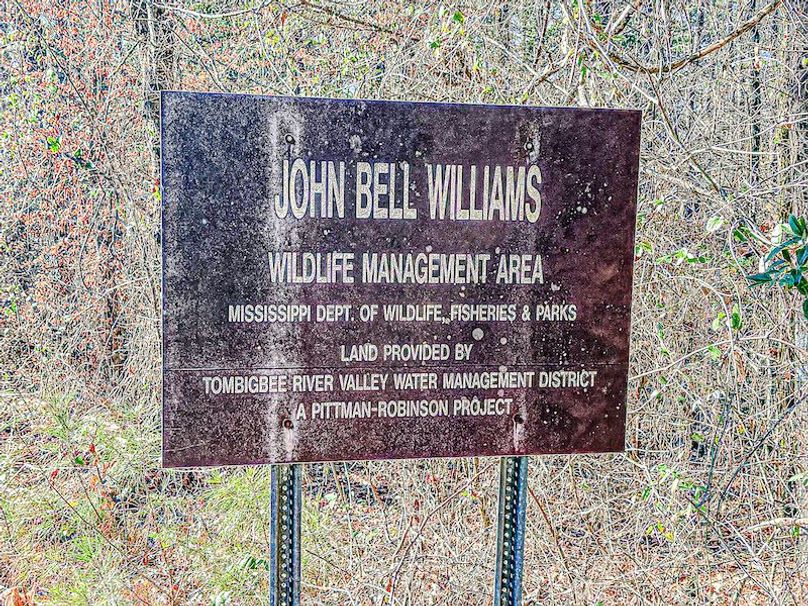 JOHN BELL WILLIAMS
WILDLIFE MANAGEMENT AREA
MISSISSIPPI DEPT. OF WILDLIFE, FISHERIES & PARKS
LAND PROVIDED BY
TOMBIGBEE RIVER VALLEY WATER MANAGEMENT DISTRICT
A PITTMAN-ROBINSON PROJECT